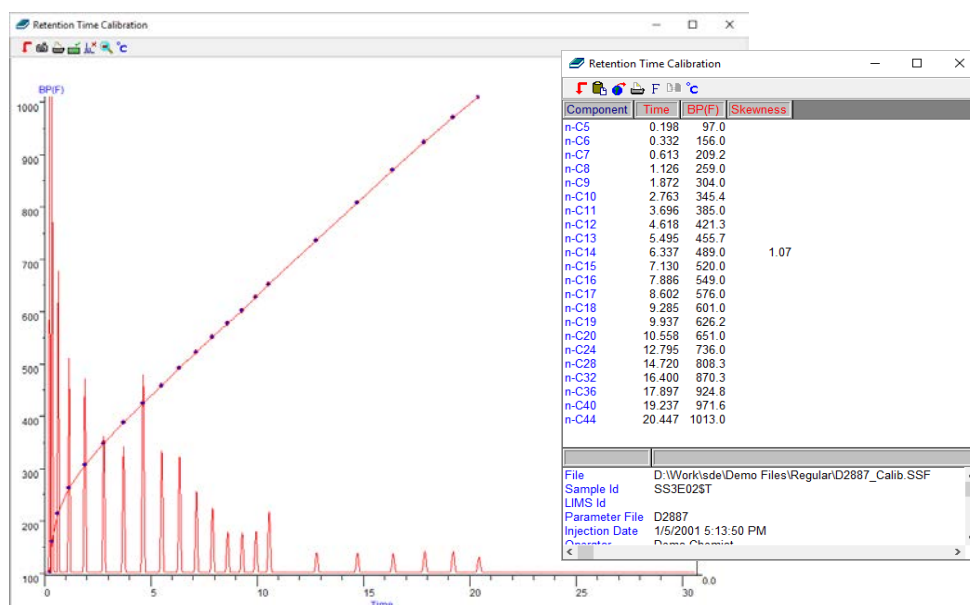 Retention Time Calibration
°C
BP(F)
1000
900
800
700
600
500
400
300
200
100
0
5
10
15
20
25
30
0.0
Time
Retention Time Calibration
F °C
Component Time BP(F) Skewness
n-C5 0.198 97.0
n-C6 0.332 156.0
n-C7 0.613 209.2
n-C8 1.126 259.0
n-C9 1.872 304.0
n-C10 2.763 345.4
n-C11 3.696 385.0
n-C12 4.618 421.3
n-C13 5.495 455.7
n-C14 6.337 489.0 1.07
n-C15 7.130 520.0
n-C16 7.886 549.0
n-C17 8.602 576.0
n-C18 9.285 601.0
n-C19 9.937 626.2
n-C20 10.558 651.0
n-C24 12.795 736.0
n-C28 14.720 808.3
n-C32 16.400 870.3
n-C36 17.897 924.8
n-C40 19.237 971.6
n-C44 20.447 1013.0
File D:\Work\sde\Demo Files\Regular\D2887_Calib.SSF
Sample Id SS3E02$T
LIMS Id
Parameter File D2887
Injection Date 1/5/2001 5:13:50 PM
Operator Demo Chemist